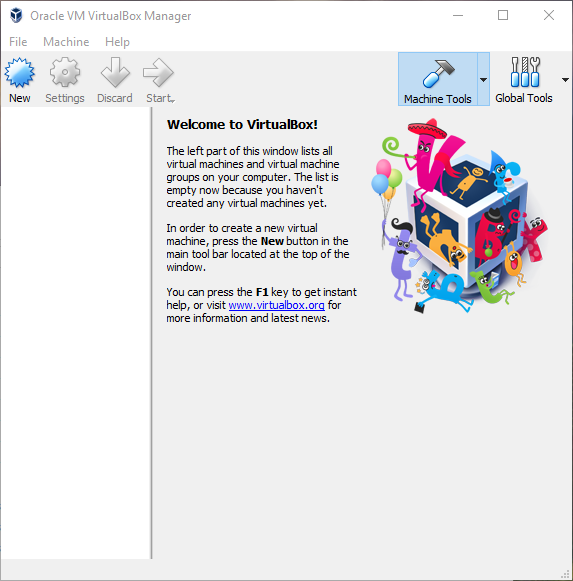 Oracle VM VirtualBox Manager
File Machine Help
New Settings Discard Start
Machine Tools Global Tools
Welcome to VirtualBox!
The left part of this window lists all
virtual machines and virtual machine
groups on your computer. The list is
empty now because you haven't
created any virtual machines yet.
In order to create a new virtual
machine, press the New button in the
main tool bar located at the top of the
window.
You can press the F1 key to get instant
help, or visit www.virtualbox.org for
more information and latest news.